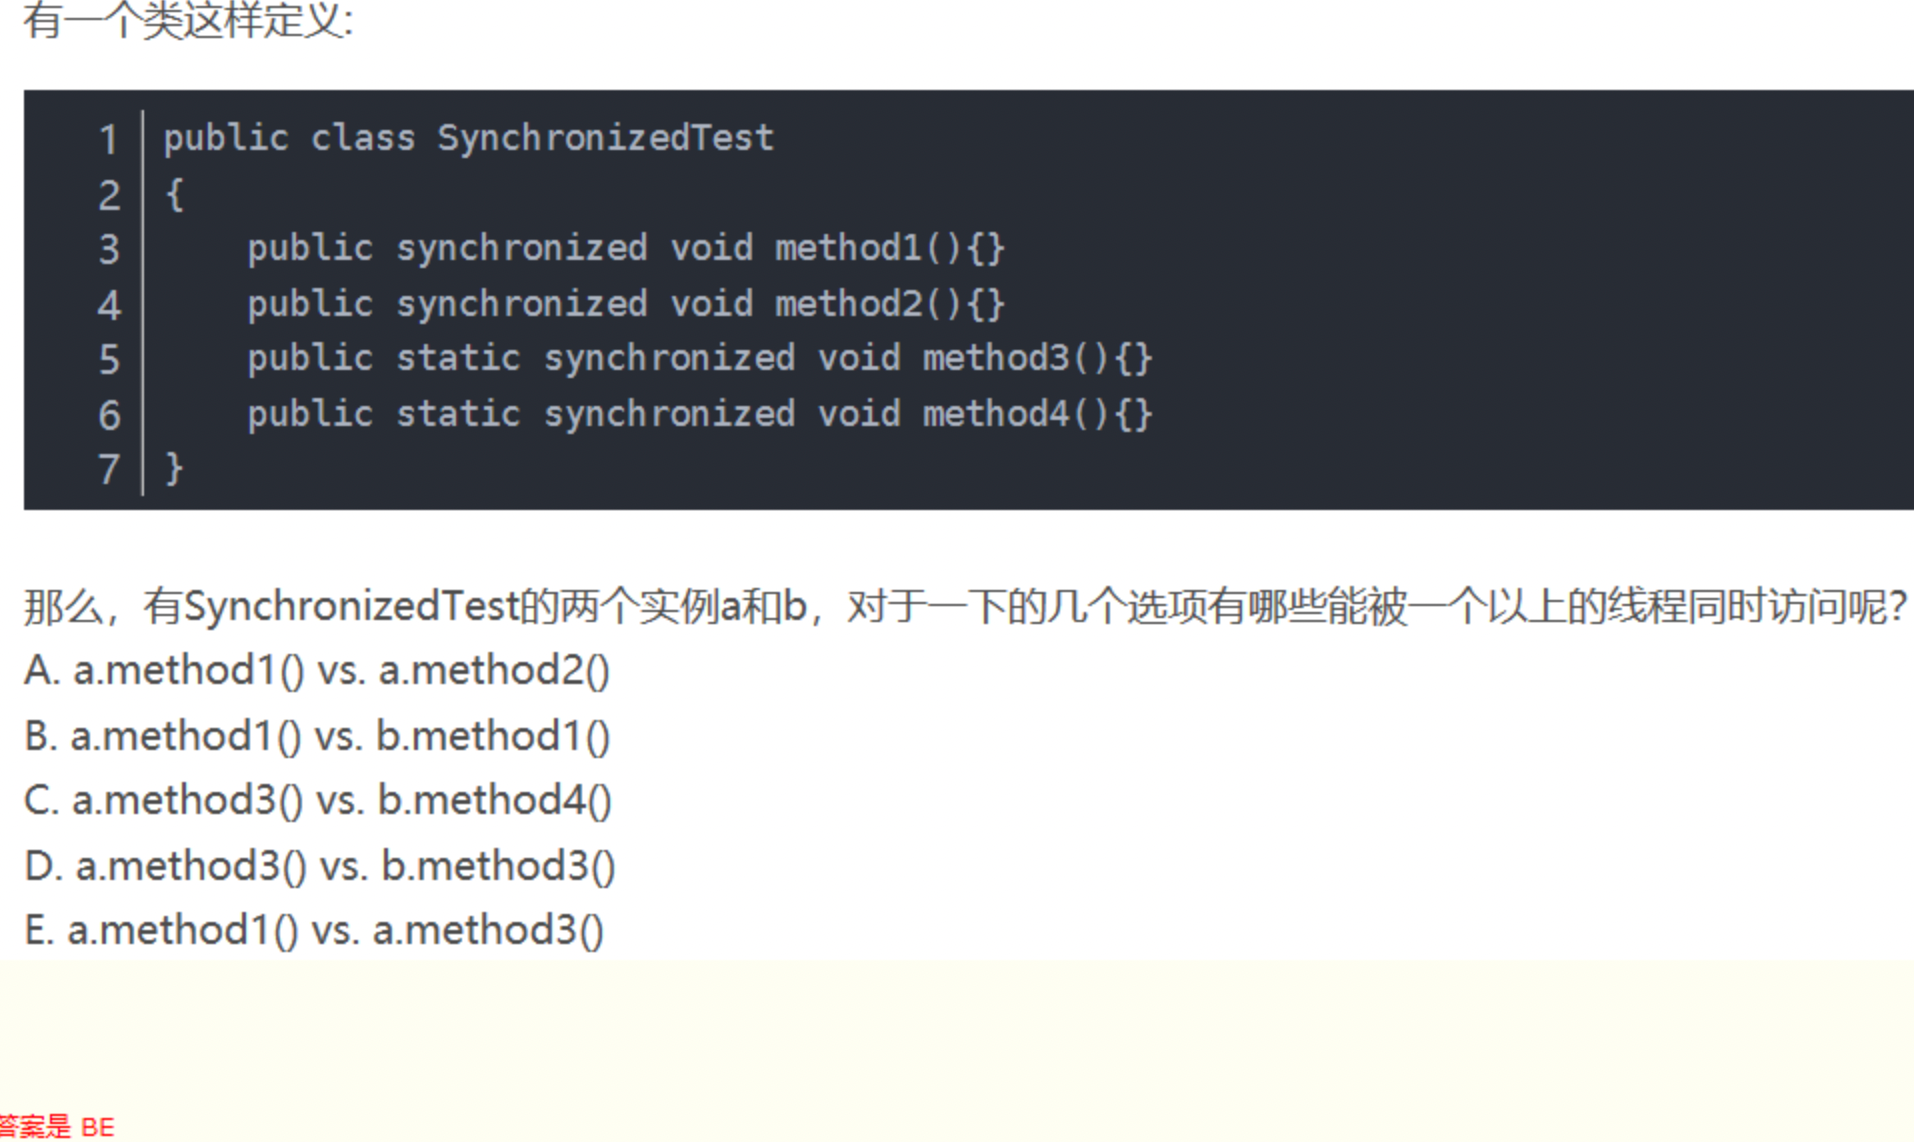 有一个类这样定义:
1 public class SynchronizedTest
2 {
3 public synchronized void method1(){}
4 public synchronized void method2(){}
5 public static synchronized void method3(){}
6 public static synchronized void method4(){}
7 }
那么，有SynchronizedTest的两个实例a和b，对于一下的几个选项有哪些能被一个以上的线程同时访问呢?
A. a.method1() vs. a.method2()
B. a.method1() vs. b.method1()
C. a.method3() vs. b.method4()
D. a.method3() vs. b.method3()
E. a.method1() vs. a.method3()
答案是 BE